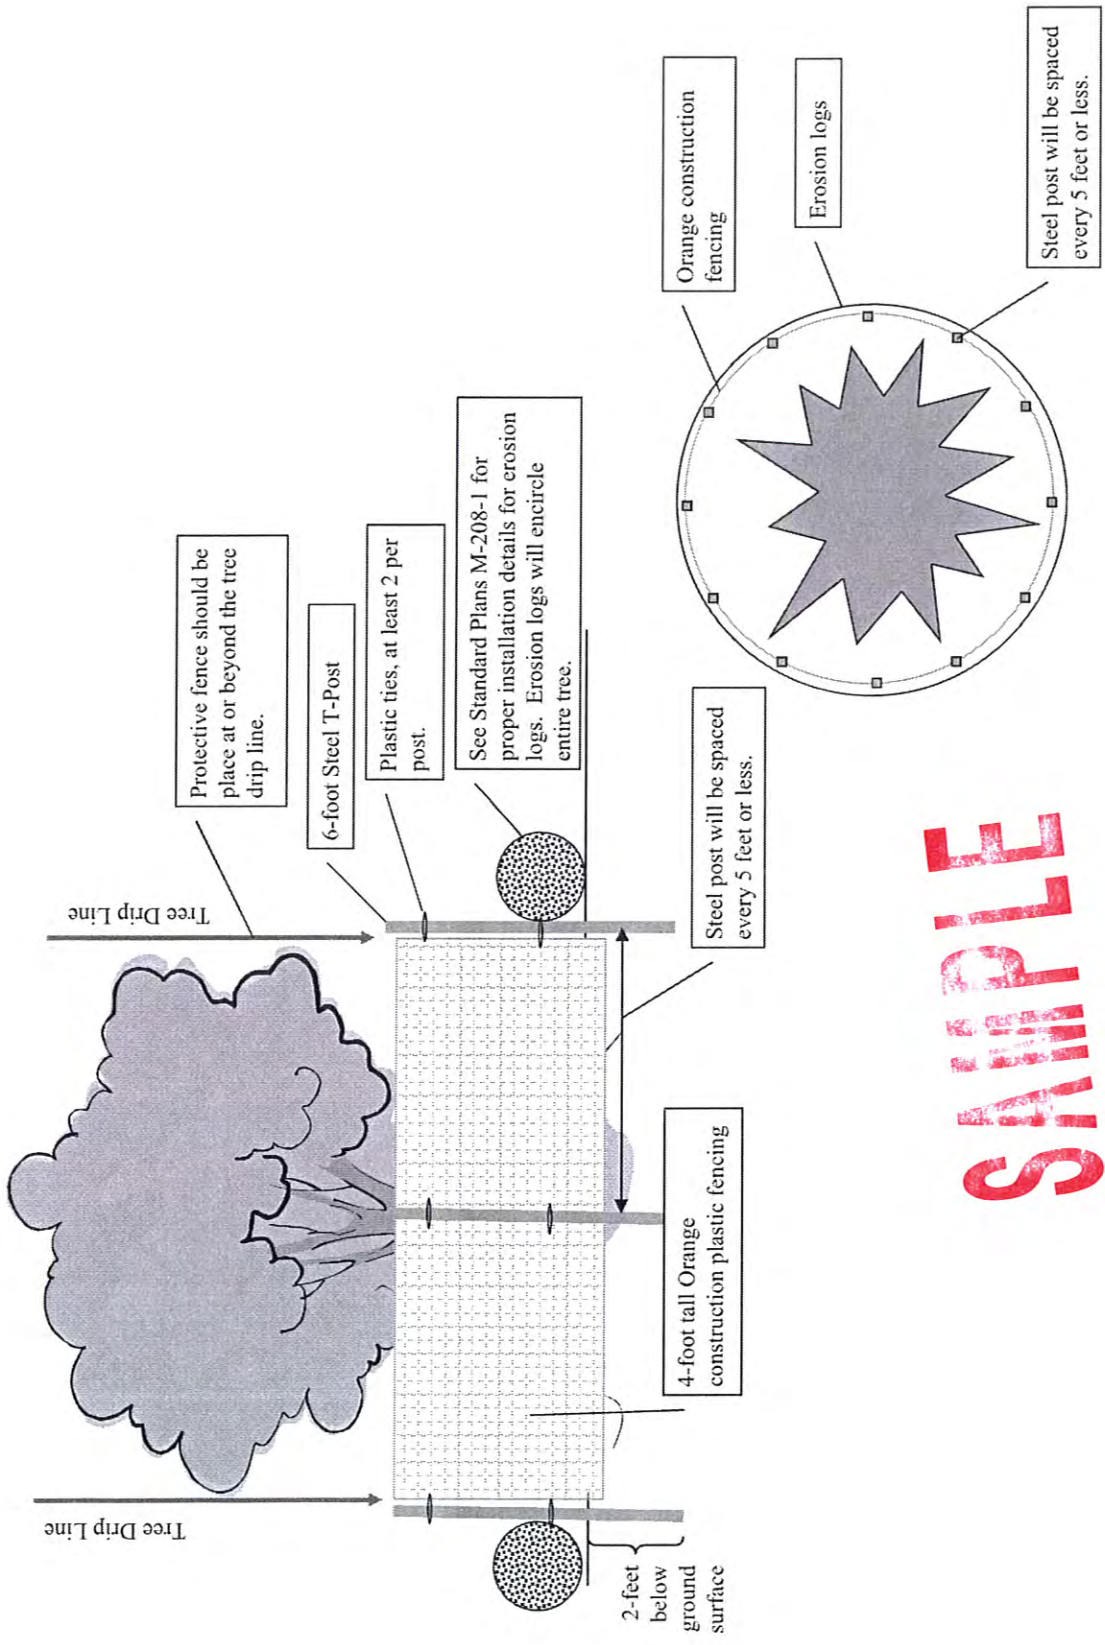 Tree Drip Line
Tree Drip Line
Protective fence should be
place at or beyond the tree
drip line.
6-foot Steel T-Post
Plastic ties, at least 2 per
post.
See Standard Plans M-208-1 for
proper installation details for erosion
logs. Erosion logs will encircle
entire tree.
Steel post will be spaced
every 5 feet or less.
4-foot tall Orange
construction plastic fencing
2-feet
below
ground
surface
Orange construction
fencing
Erosion logs
Steel post will be spaced
every 5 feet or less.
SAMPLE